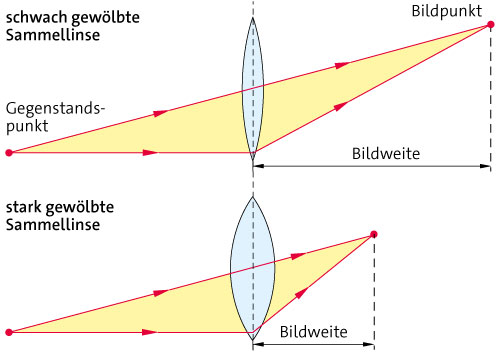 schwach gewölbte
Sammellinse
Bildpunkt
Gegenstands-
punkt
Bildweite
stark gewölbte
Sammellinse
Bildweite